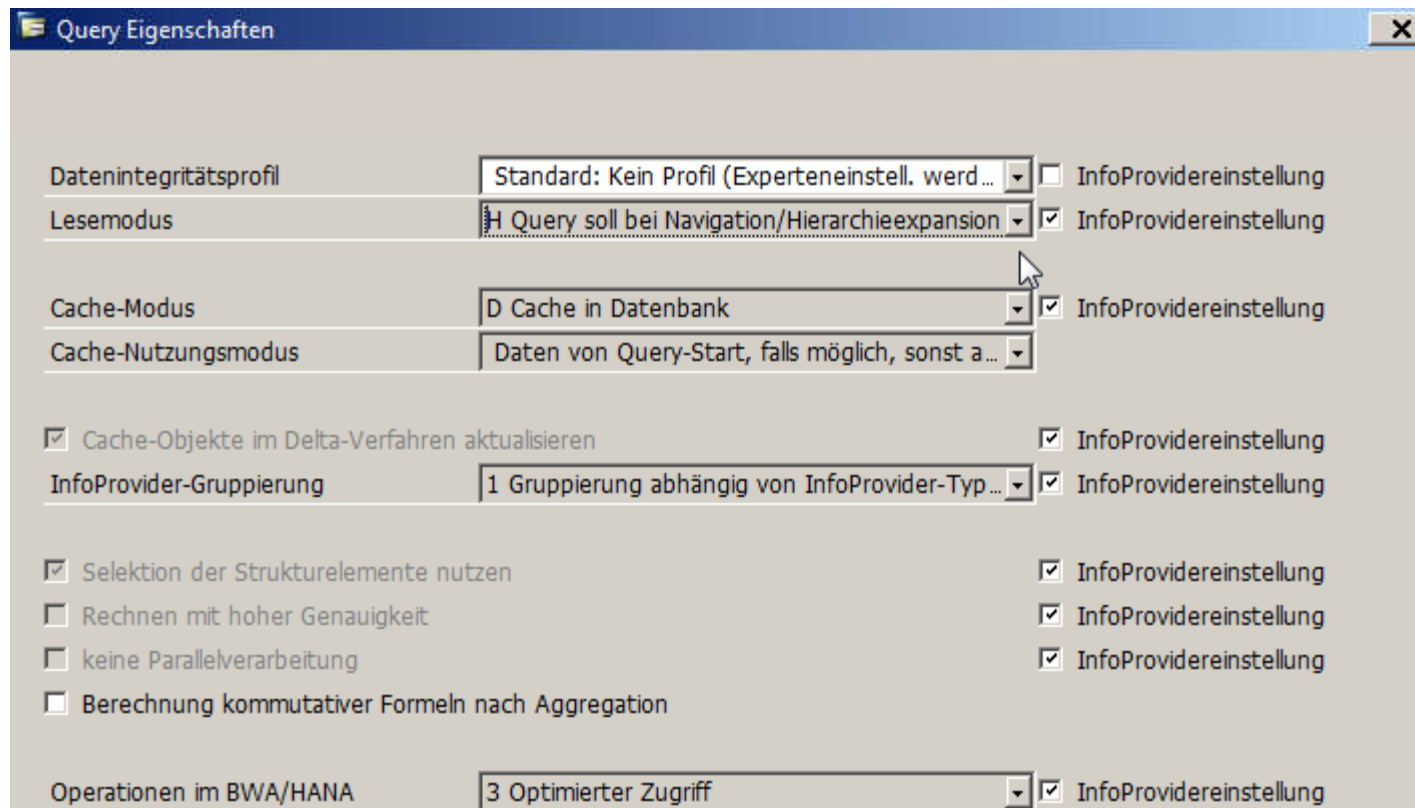 Query Eigenschaften
Datenintegritätsprofil Standard: Kein Profil (Experteneinstell. werd... InfoProvidereinstellung
Lesemodus H Query soll bei Navigation/Hierarchieexpansion InfoProvidereinstellung
Cache-Modus D Cache in Datenbank InfoProvidereinstellung
Cache-Nutzungsmodus Daten von Query-Start, falls möglich, sonst a...
Cache-Objekte im Delta-Verfahren aktualisieren InfoProvidereinstellung
InfoProvider-Gruppierung 1 Gruppierung abhängig von InfoProvider-Typ... InfoProvidereinstellung
Selektion der Strukturelemente nutzen InfoProvidereinstellung
Rechnen mit hoher Genauigkeit InfoProvidereinstellung
keine Parallelverarbeitung InfoProvidereinstellung
Berechnung kommutativer Formeln nach Aggregation
Operationen im BWA/HANA 3 Optimierter Zugriff InfoProvidereinstellung